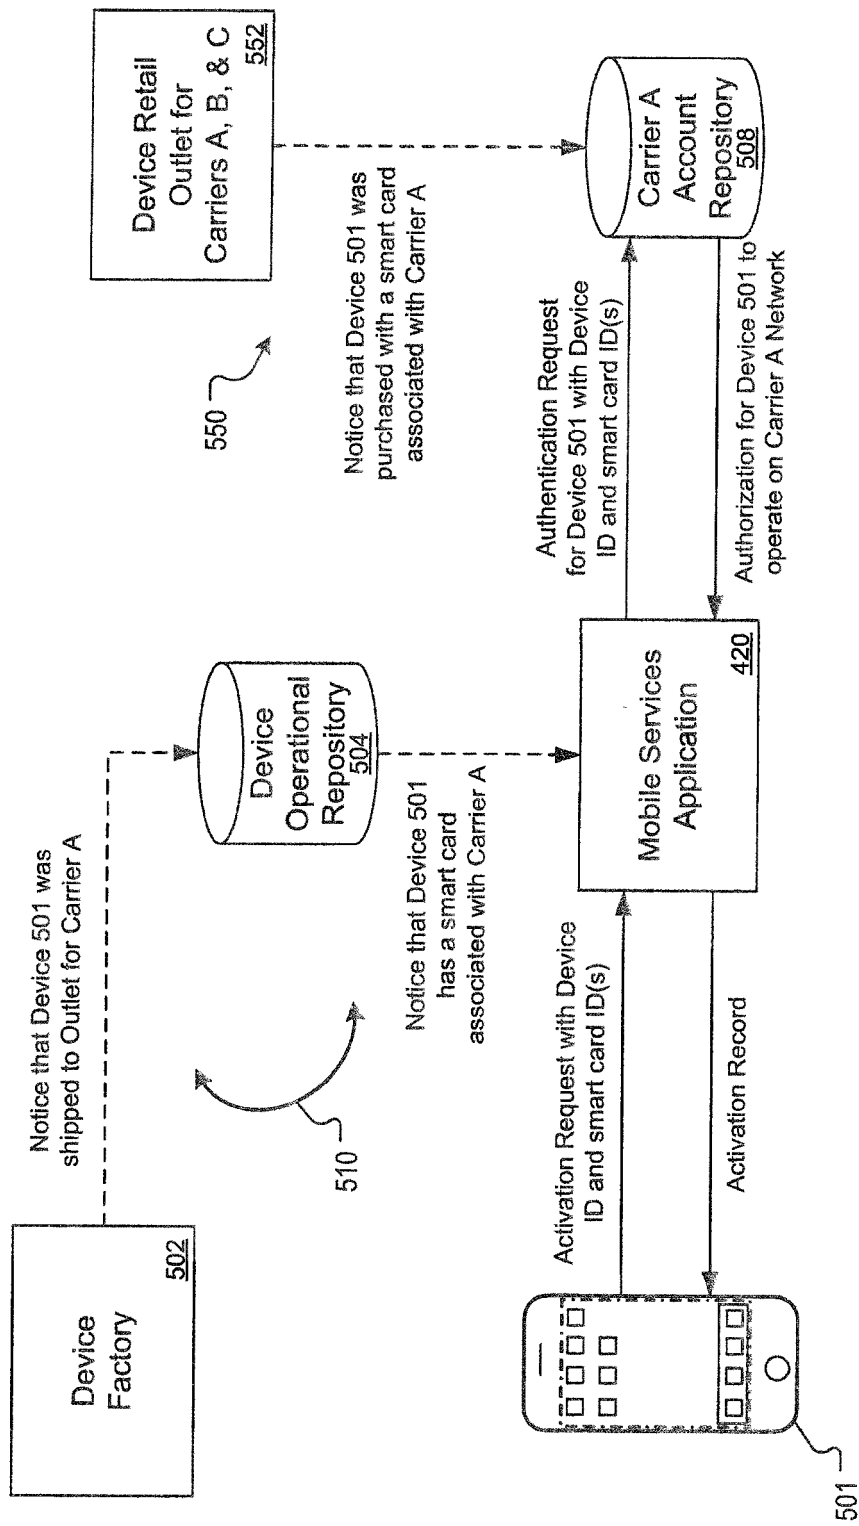 Device
Factory
502
Notice that Device 501 was
shipped to Outlet for Carrier A
Device
Operational
Repository
504
510
Notice that Device 501
has a smart card
associated with Carrier A
550
Device Retail
Outlet for
Carriers A, B, & C
552
Notice that Device 501 was
purchased with a smart card
associated with Carrier A
501
Activation Request with Device
ID and smart card ID(s)
Activation Record
Mobile Services
Application
420
Authentication Request
for Device 501 with Device
ID and smart card ID(s)
Authorization for Device 501 to
operate on Carrier A Network
Carrier A
Account
Repository
508